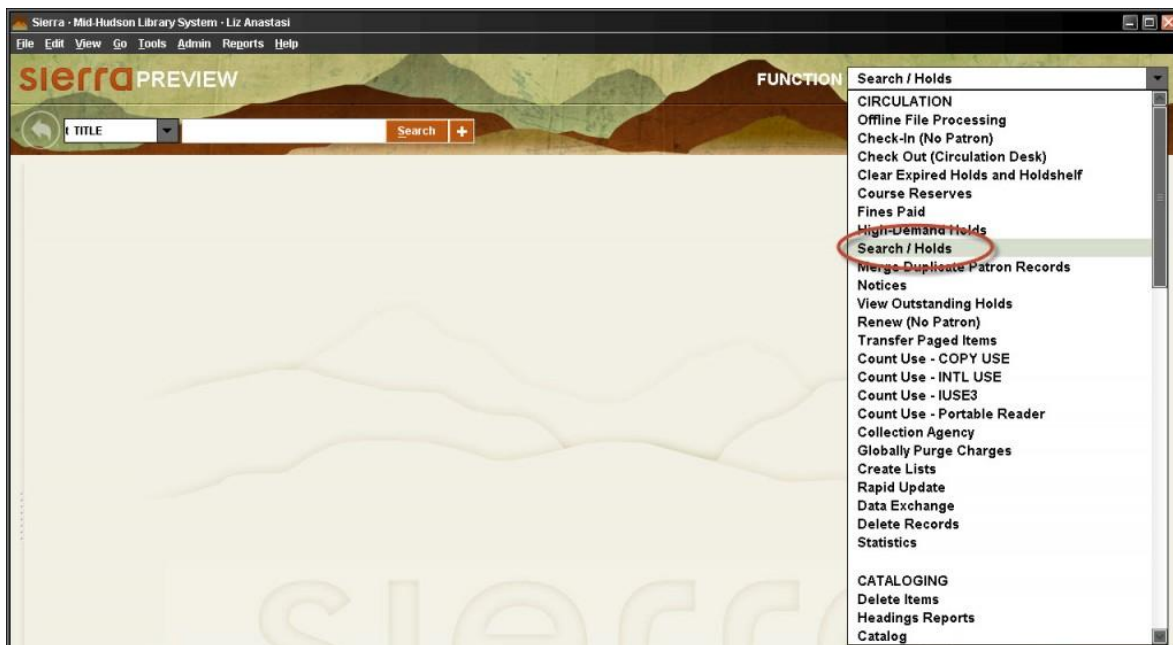 Sierra · Mid-Hudson Library System · Liz Anastasi
File Edit View Go Tools Admin Reports Help
sierra PREVIEW
FUNCTION Search / Holds
t TITLE Search +
CIRCULATION
Offline File Processing
Check-In (No Patron)
Check Out (Circulation Desk)
Clear Expired Holds and Holdshelf
Course Reserves
Fines Paid
High-Demand Holds
Search / Holds
Merge Duplicate Patron Records
Notices
View Outstanding Holds
Renew (No Patron)
Transfer Paged Items
Count Use - COPY USE
Count Use - INTL USE
Count Use - IUSE3
Count Use - Portable Reader
Collection Agency
Globally Purge Charges
Create Lists
Rapid Update
Data Exchange
Delete Records
Statistics
CATALOGING
Delete Items
Headings Reports
Catalog
sierra